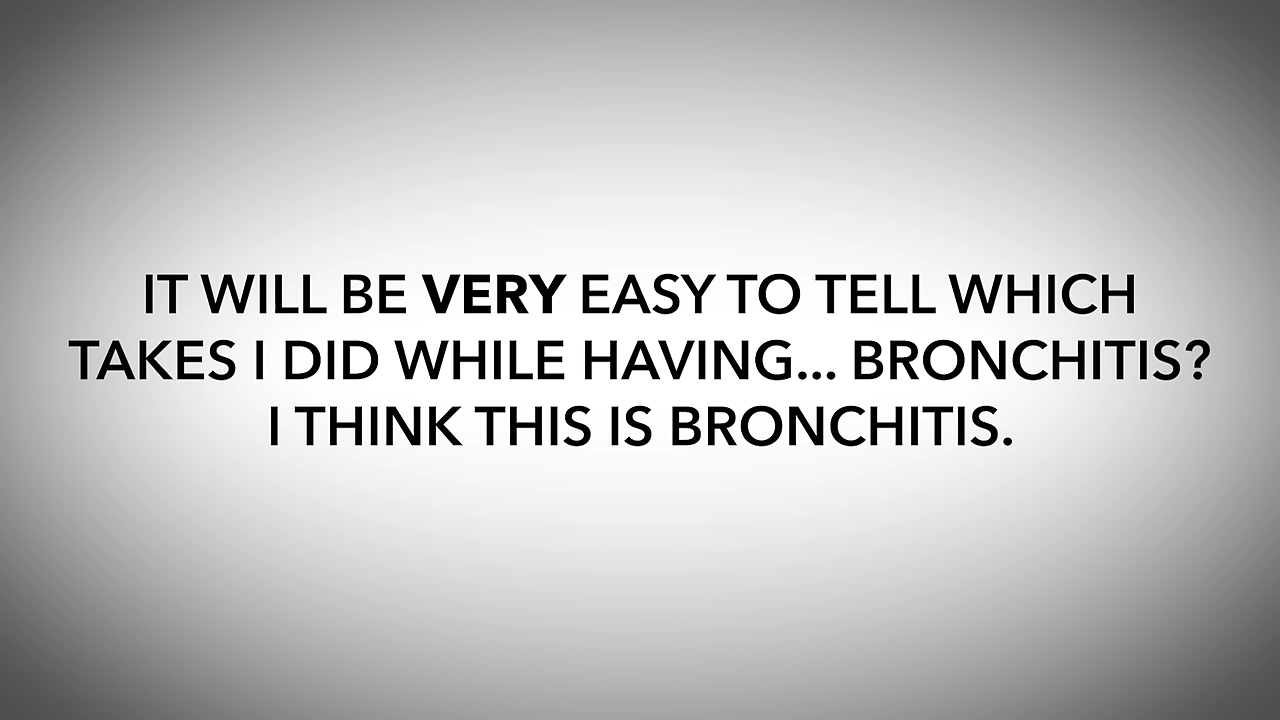 IT WILL BE VERY EASY TO TELL WHICH
TAKES I DID WHILE HAVING... BRONCHITIS?
I THINK THIS IS BRONCHITIS.